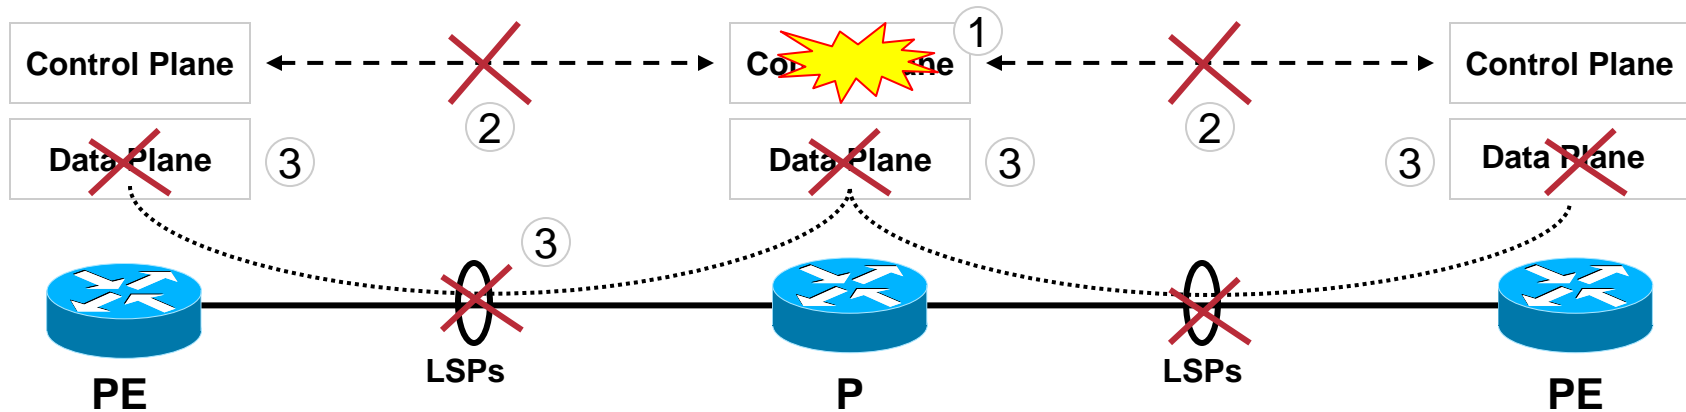 Control Plane
1
Control Plane
2
2
Data Plane
3
Data Plane
3
3
Data Plane
3
LSPs
LSPs
PE
P
PE